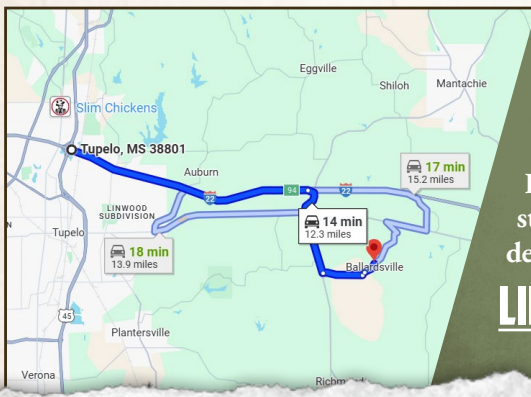 Eggville
Shiloh
Mantachie
Slim Chickens
Tupelo, MS 38801
Auburn
17 min
15.2 miles
94
22
22
LINWOOD
SUBDIVISION
14 min
12.3 miles
Tupelo
18 min
13.9 miles
Ballardsville
45
Plantersville
Verona